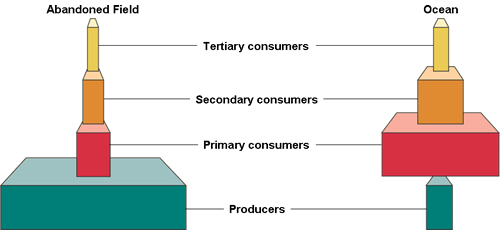 Abandoned Field
Ocean
Tertiary consumers
Secondary consumers
Primary consumers
Producers